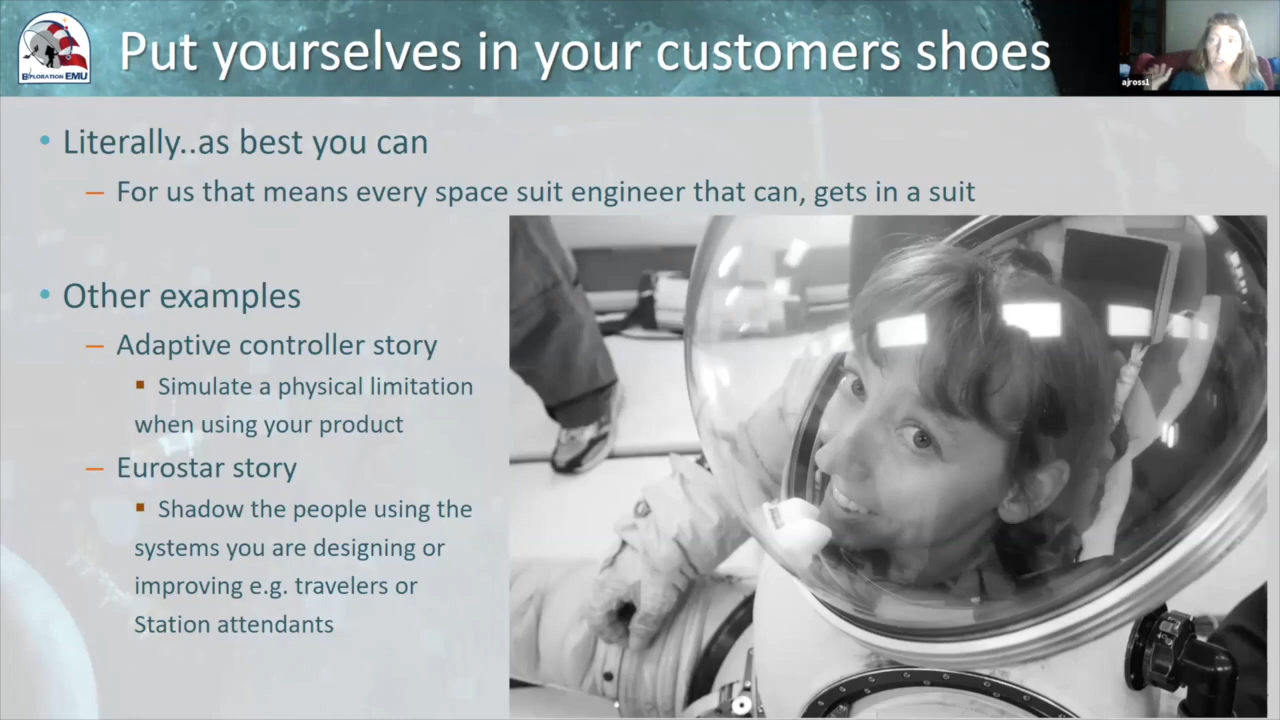 Put yourselves in your customers shoes
EXPLORATION EMU
ajross1
• Literally..as best you can
– For us that means every space suit engineer that can, gets in a suit
• Other examples
– Adaptive controller story
▪ Simulate a physical limitation
when using your product
– Eurostar story
▪ Shadow the people using the
systems you are designing or
improving e.g. travelers or
Station attendants